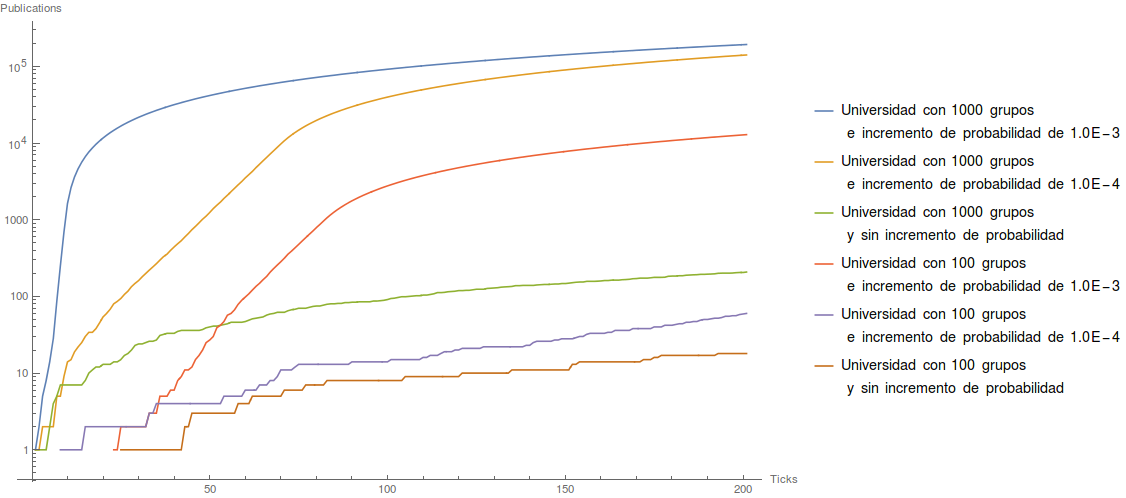 Publications
10^5
10^4
1000
100
10
1
50
100
150
200
Ticks
Universidad con 1000 grupos
e incremento de probabilidad de 1.0E-3
Universidad con 1000 grupos
e incremento de probabilidad de 1.0E-4
Universidad con 1000 grupos
y sin incremento de probabilidad
Universidad con 100 grupos
e incremento de probabilidad de 1.0E-3
Universidad con 100 grupos
e incremento de probabilidad de 1.0E-4
Universidad con 100 grupos
y sin incremento de probabilidad